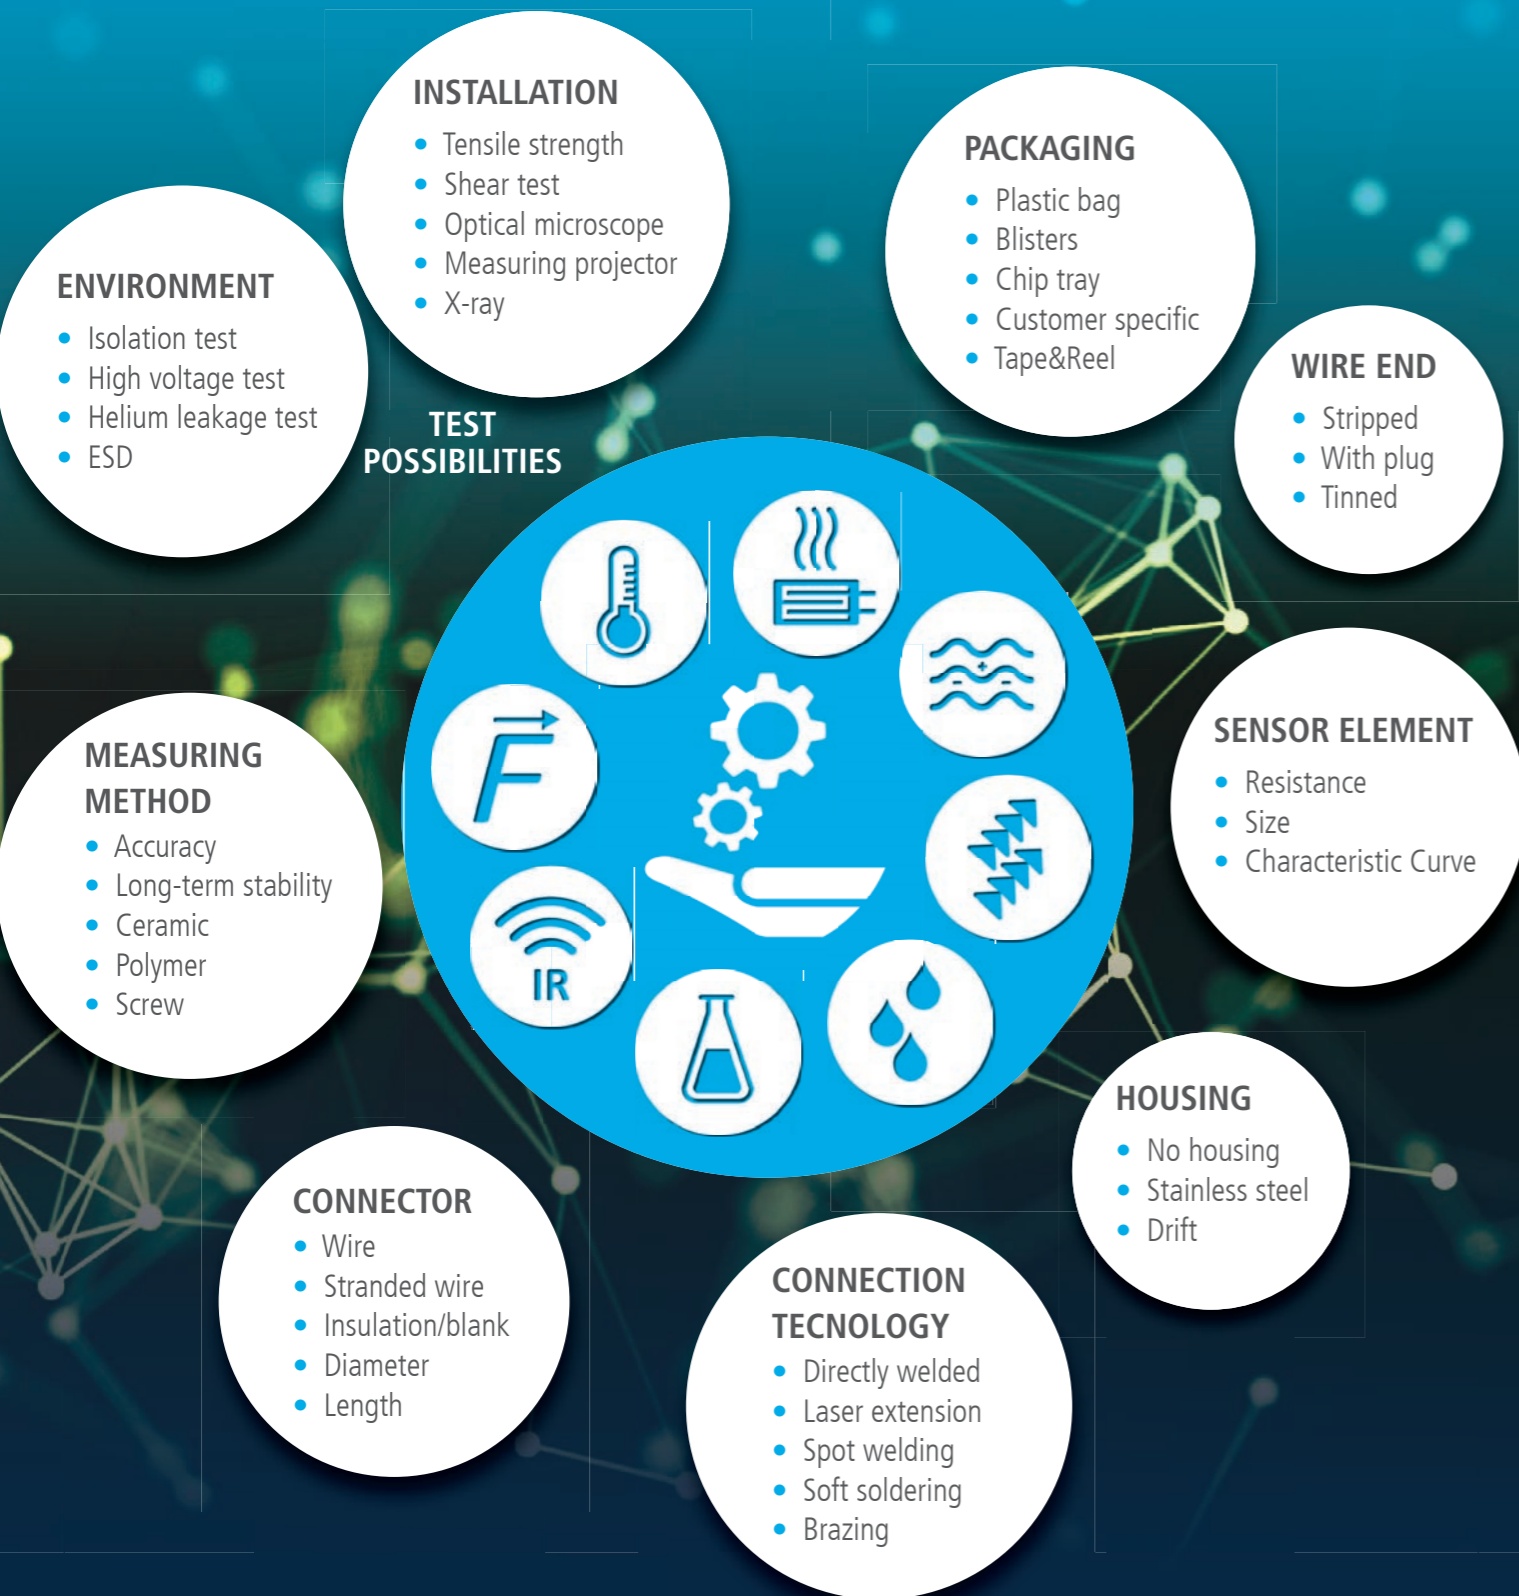 INSTALLATION
• Tensile strength
• Shear test
• Optical microscope
• Measuring projector
• X-ray
PACKAGING
• Plastic bag
• Blisters
• Chip tray
• Customer specific
• Tape&Reel
ENVIRONMENT
• Isolation test
• High voltage test
• Helium leakage test
• ESD
WIRE END
• Stripped
• With plug
• Tinned
TEST
POSSIBILITIES
F
IR
MEASURING
METHOD
• Accuracy
• Long-term stability
• Ceramic
• Polymer
• Screw
SENSOR ELEMENT
• Resistance
• Size
• Characteristic Curve
HOUSING
• No housing
• Stainless steel
• Drift
CONNECTOR
• Wire
• Stranded wire
• Insulation/blank
• Diameter
• Length
CONNECTION
TECNOLOGY
• Directly welded
• Laser extension
• Spot welding
• Soft soldering
• Brazing